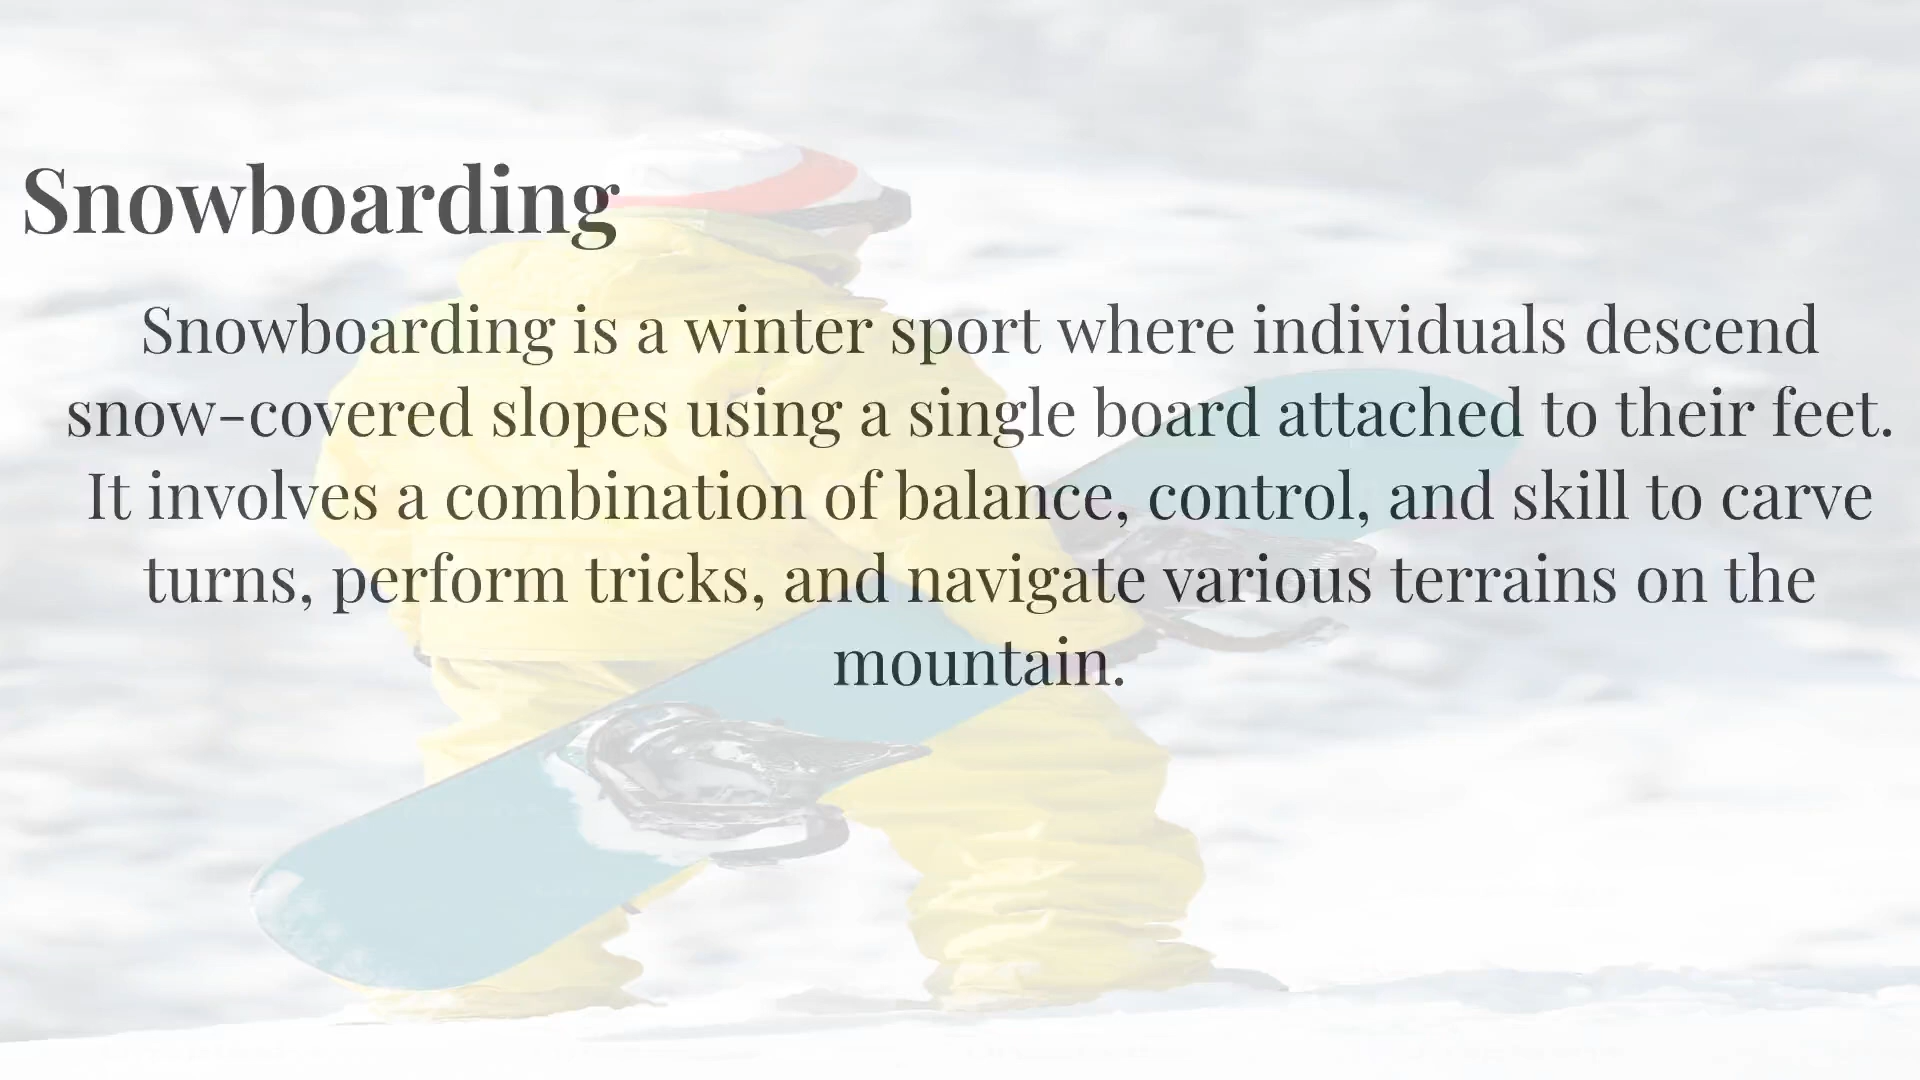 Snowboarding
Snowboarding is a winter sport where individuals descend
snow-covered slopes using a single board attached to their feet.
It involves a combination of balance, control, and skill to carve
turns, perform tricks, and navigate various terrains on the
mountain.